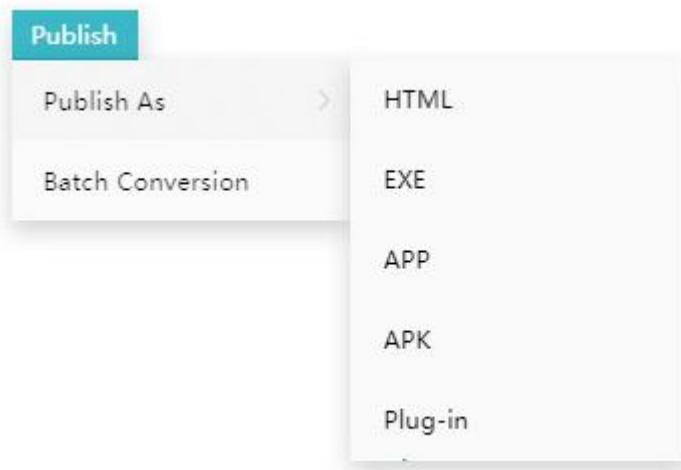 Publish
Publish As
Batch Conversion
HTML
EXE
APP
APK
Plug-in